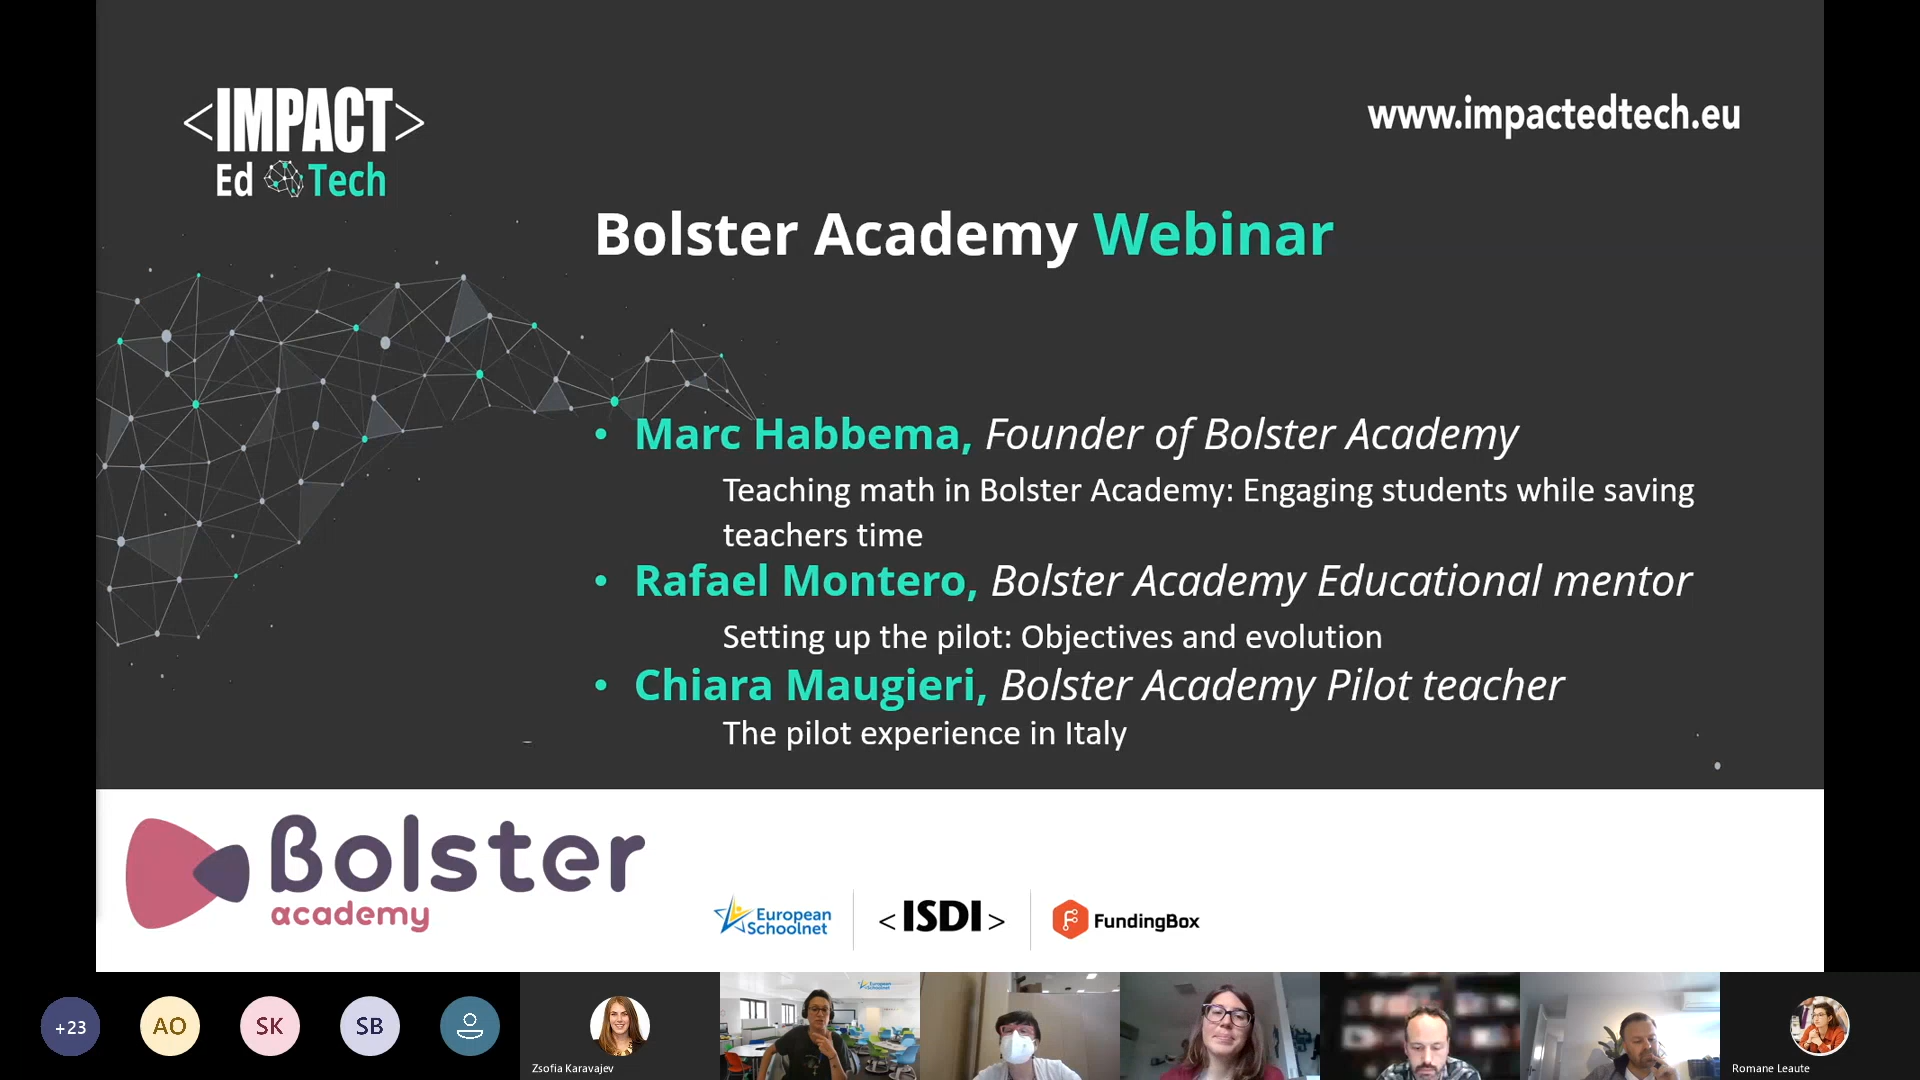 <IMPACT>
Ed Tech
www.impactedtech.eu
Bolster Academy Webinar
• Marc Habbema, Founder of Bolster Academy
Teaching math in Bolster Academy: Engaging students while saving
teachers time
• Rafael Montero, Bolster Academy Educational mentor
Setting up the pilot: Objectives and evolution
• Chiara Maugieri, Bolster Academy Pilot teacher
The pilot experience in Italy
Bolster
academy
European
Schoolnet
<ISDI>
FundingBox
+23
AO
SK
SB
Zsofia Karavajev
European
Schoolnet
Romane Leaute